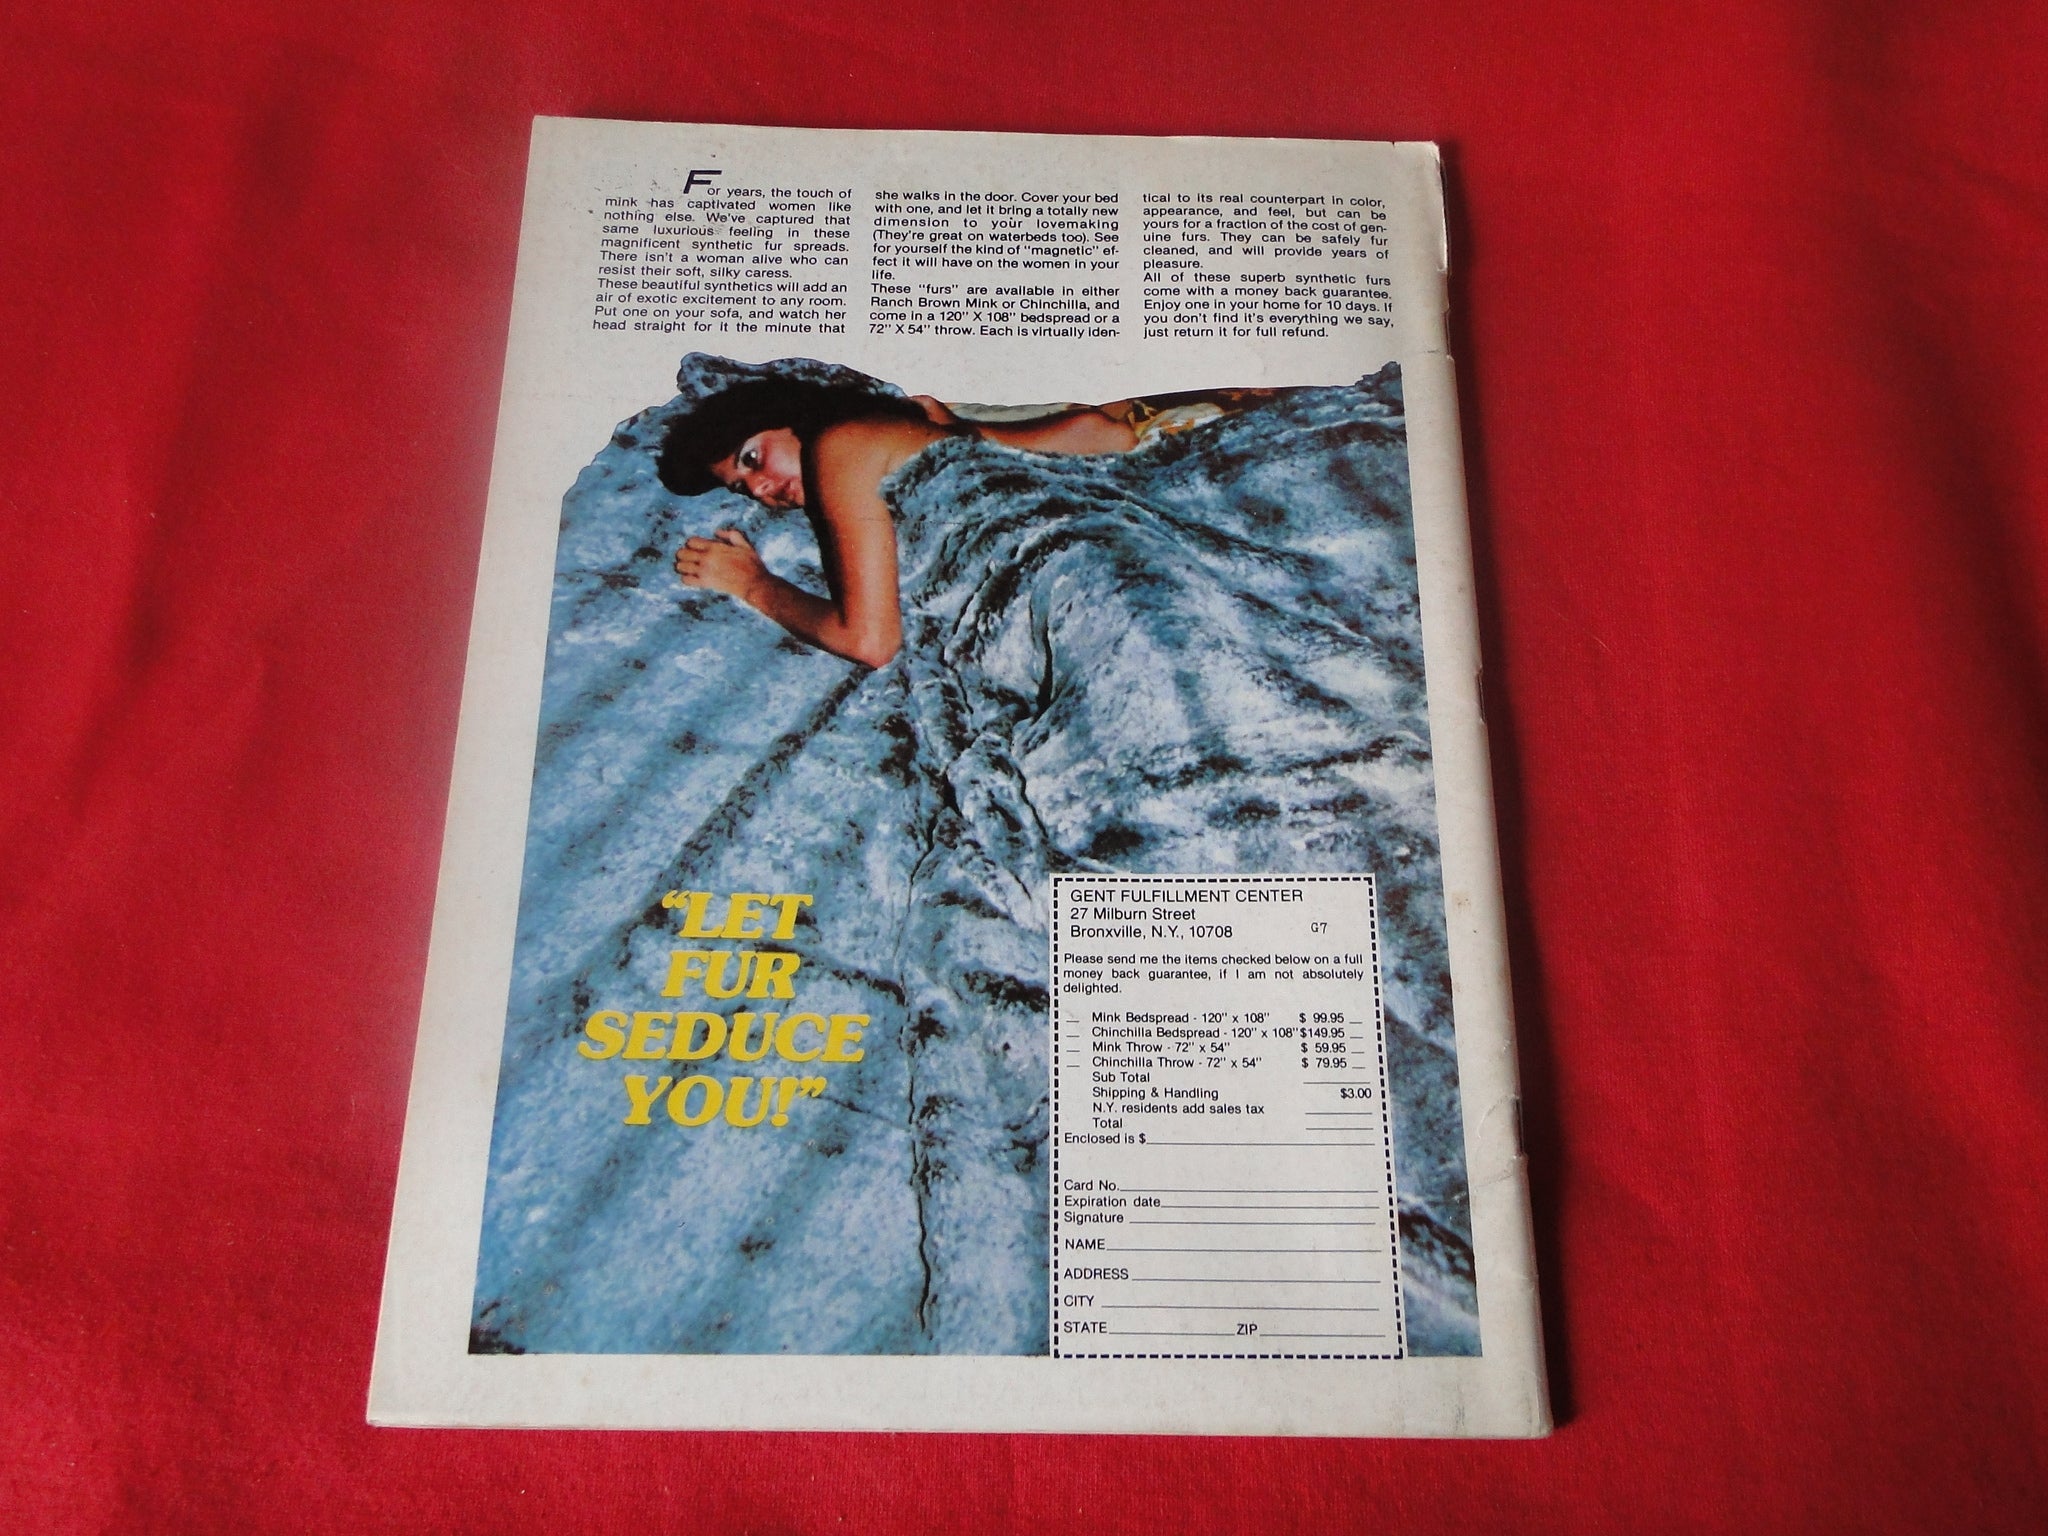 For years, the touch of
mink has captivated women like
nothing else. We've captured that
same luxurious feeling in these
magnificent synthetic fur spreads.
There isn't a woman alive who can
resist their soft, silky caress.
These beautiful synthetics will add an
air of exotic excitement to any room.
Put one on your sofa, and watch her
head straight for it the minute that
she walks in the door. Cover your bed
with one, and let it bring a totally new
dimension to your lovemaking
(They're great on waterbeds too). See
for yourself the kind of "magnetic" ef-
fect it will have on the women in your
life.
These "furs" are available in either
Ranch Brown Mink or Chinchilla, and
come in a 120" X 108" bedspread or a
72" X 54" throw. Each is virtually iden-
tical to its real counterpart in color,
appearance, and feel, but can be
yours for a fraction of the cost of gen-
uine furs. They can be safely fur
cleaned, and will provide years of
pleasure.
All of these superb synthetic furs
come with a money back guarantee.
Enjoy one in your home for 10 days. If
you don't find it's everything we say,
just return it for full refund.
"LET
FUR
SEDUCE
YOU!"
GENT FULFILLMENT CENTER
27 Milburn Street
Bronxville, N.Y., 10708 G7
Please send me the items checked below on a full
money back guarantee, if I am not absolutely
delighted.
__ Mink Bedspread - 120" x 108" $ 99.95 __
__ Chinchilla Bedspread - 120" x 108" $149.95 __
__ Mink Throw - 72" x 54" $ 59.95 __
__ Chinchilla Throw - 72" x 54" $ 79.95 __
Sub Total
Shipping & Handling $3.00
N.Y. residents add sales tax
Total
Enclosed is $
Card No.
Expiration date
Signature
NAME
ADDRESS
CITY
STATE ZIP